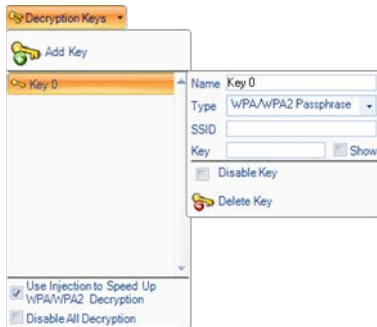 Decryption Keys
Add Key
Key 0
Name Key 0
Type WPA/WPA2 Passphrase
SSID
Key Show
Disable Key
Delete Key
Use Injection to Speed Up
WPA/WPA2 Decryption
Disable All Decryption